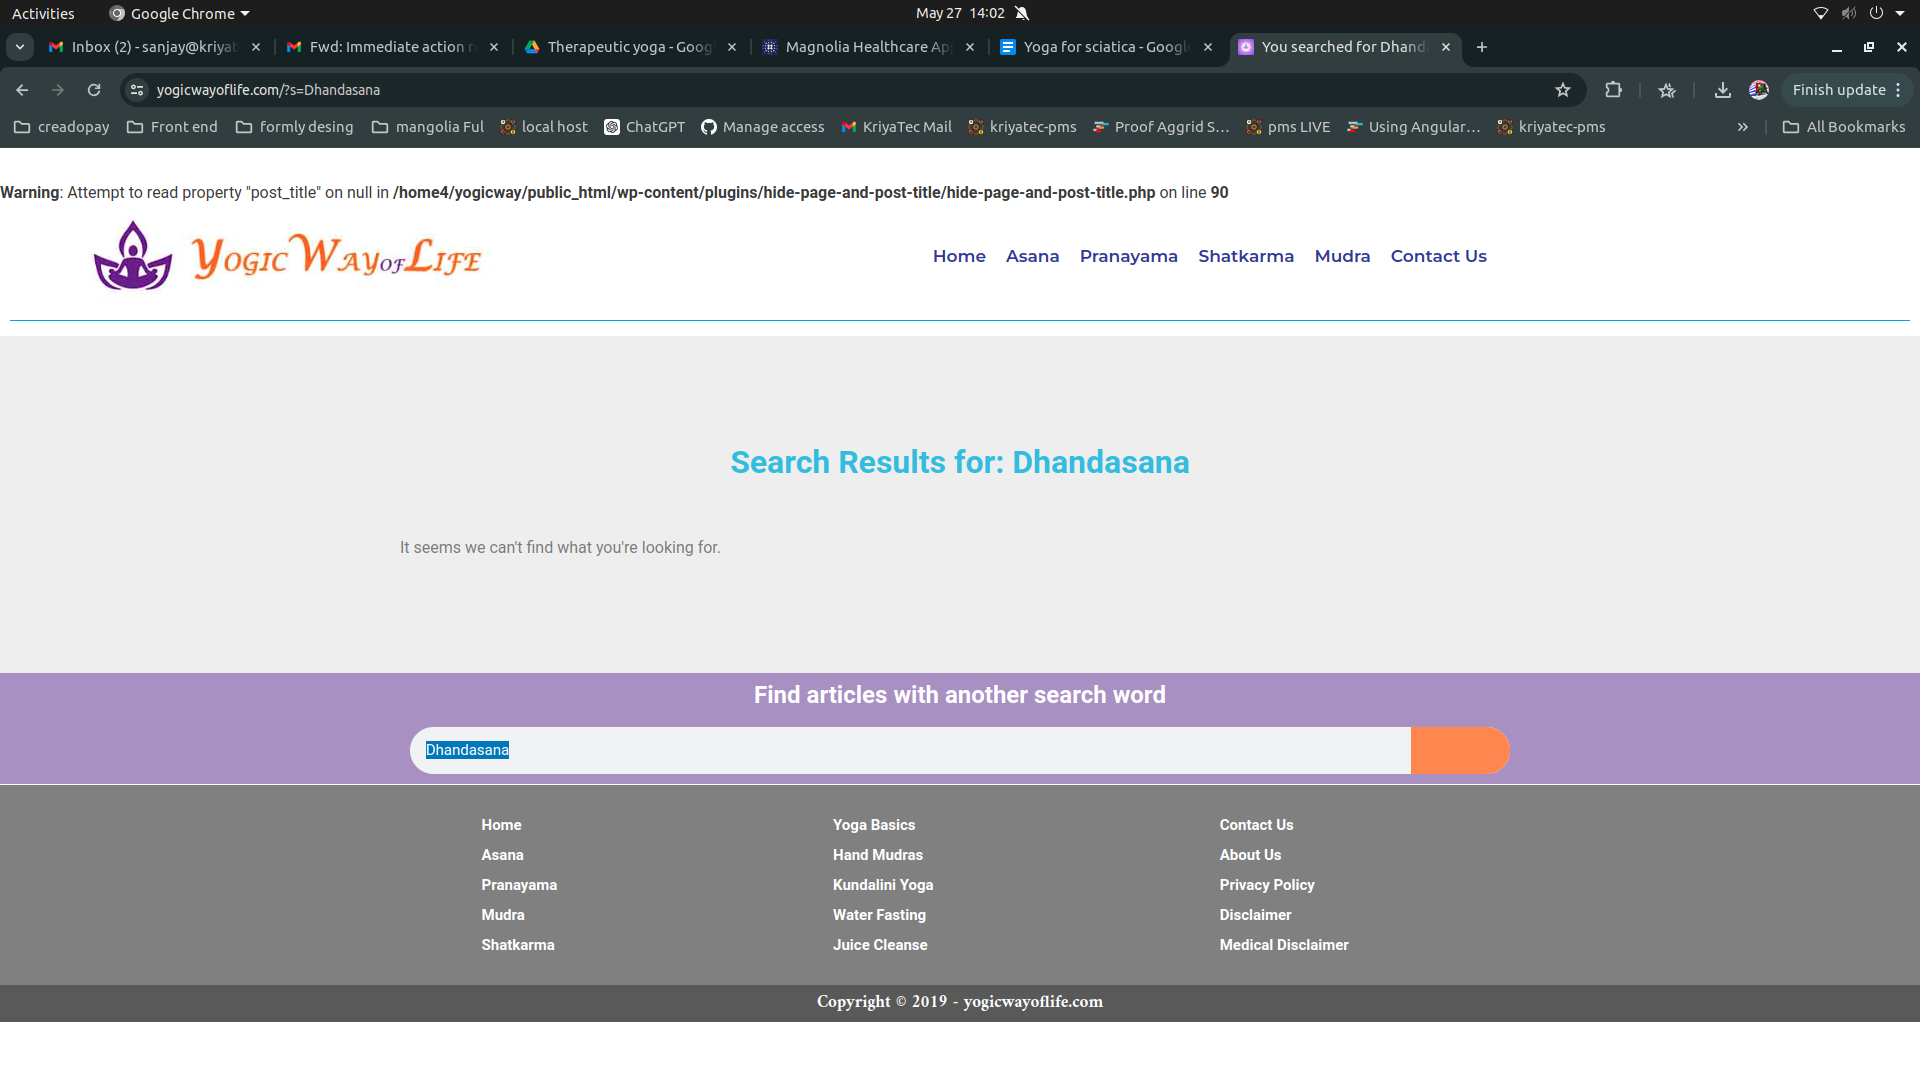 Activities Google Chrome May 27 14:02
Inbox (2) - sanjay@kriyat Fwd: Immediate action r Therapeutic yoga - Goog Magnolia Healthcare Ap Yoga for sciatica - Google You searched for Dhand
yogicwayoflife.com/?s=Dhandasana Finish update
creadopay Front end formly desing mangolia Ful local host ChatGPT Manage access KriyaTec Mail kriyatec-pms Proof Aggrid S... pms LIVE Using Angular... kriyatec-pms » All Bookmarks
Warning: Attempt to read property "post_title" on null in /home4/yogicway/public_html/wp-content/plugins/hide-page-and-post-title/hide-page-and-post-title.php on line 90
Yogic Way of Life
Home Asana Pranayama Shatkarma Mudra Contact Us
Search Results for: Dhandasana
It seems we can't find what you're looking for.
Find articles with another search word
Dhandasana
Home Yoga Basics Contact Us
Asana Hand Mudras About Us
Pranayama Kundalini Yoga Privacy Policy
Mudra Water Fasting Disclaimer
Shatkarma Juice Cleanse Medical Disclaimer
Copyright © 2019 - yogicwayoflife.com